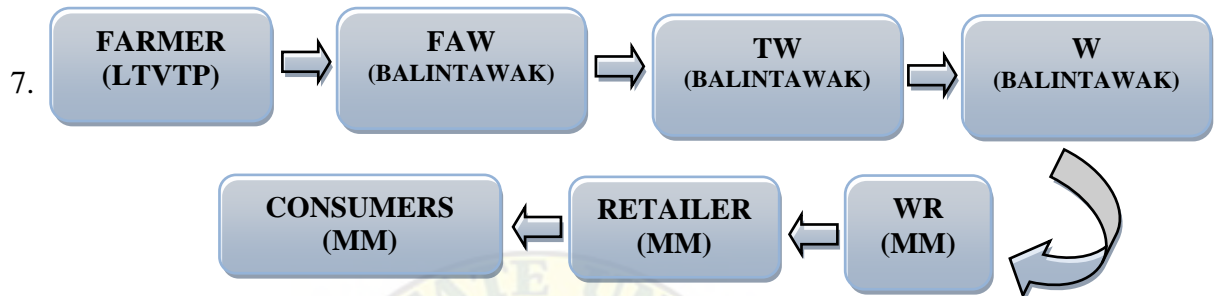 7.
FARMER
(LTVTP)
FAW
(BALINTAWAK)
TW
(BALINTAWAK)
W
(BALINTAWAK)
WR
(MM)
RETAILER
(MM)
CONSUMERS
(MM)